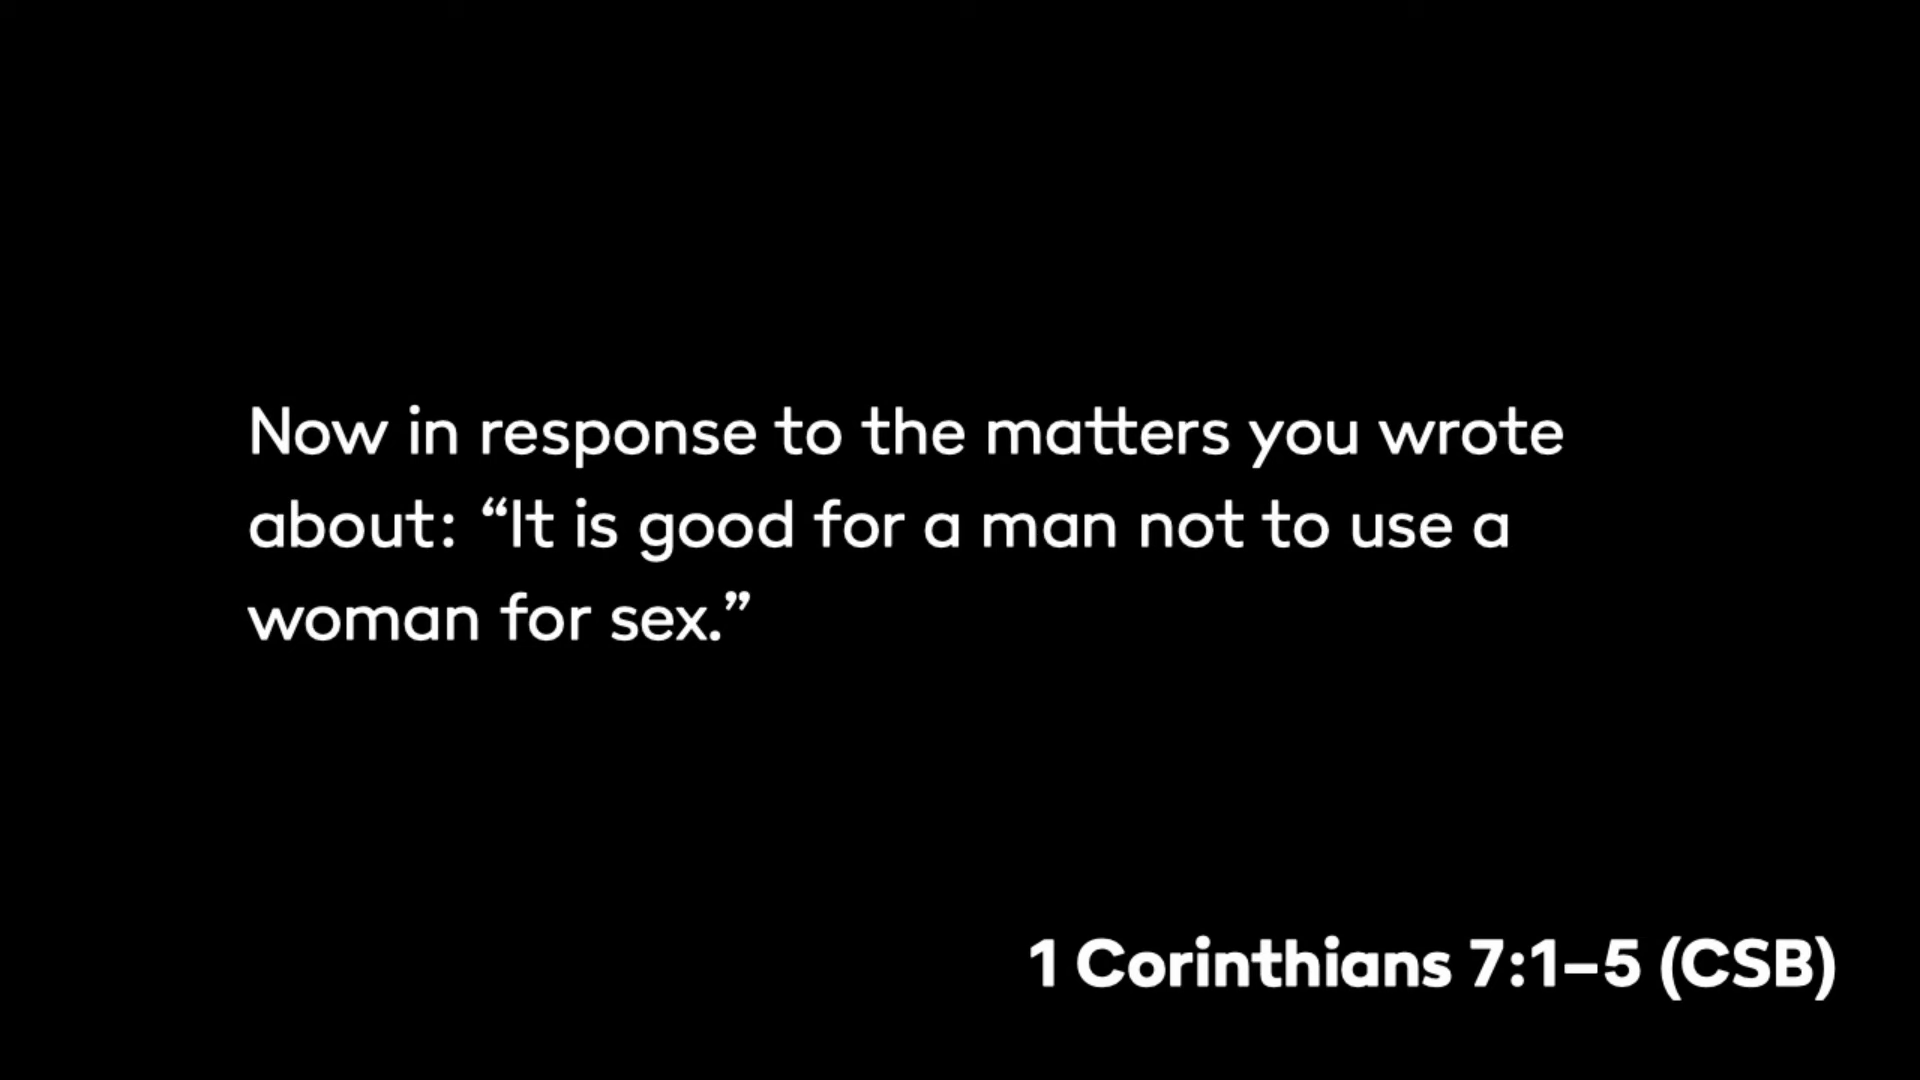 Now in response to the matters you wrote
about: “It is good for a man not to use a
woman for sex.”
1 Corinthians 7:1–5 (CSB)